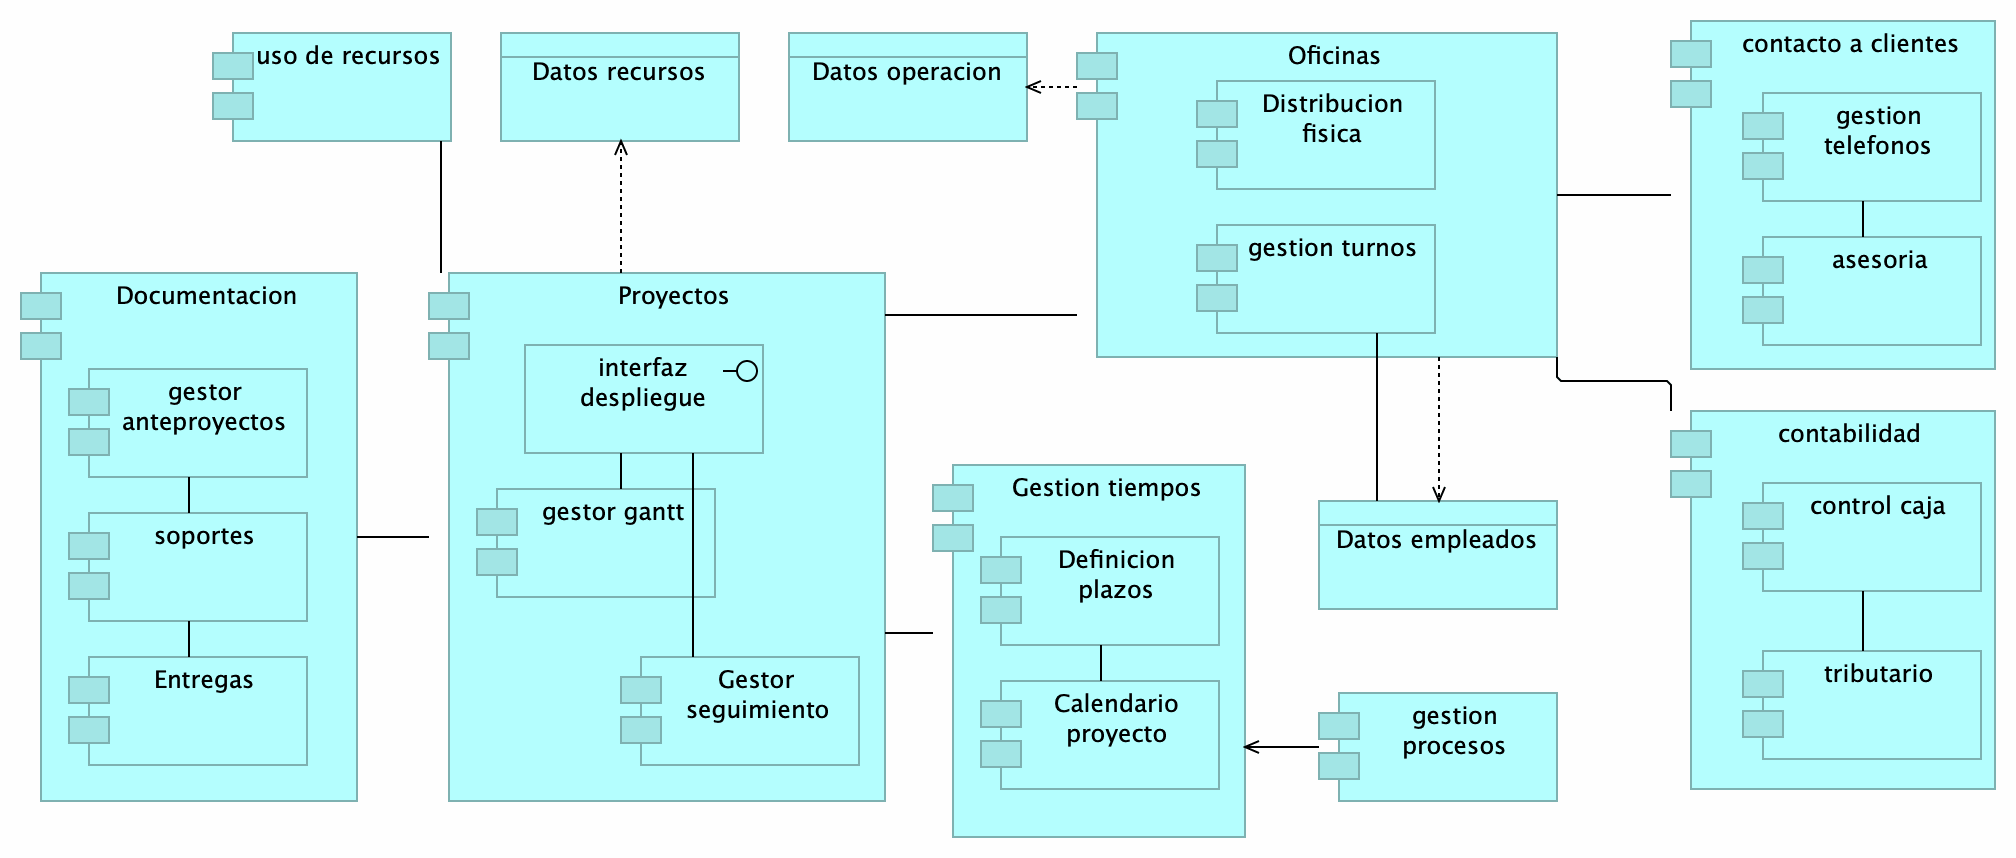 uso de recursos
Datos recursos
Datos operacion
Oficinas
Distribucion
fisica
gestion turnos
contacto a clientes
gestion
telefonos
asesoria
Documentacion
gestor
anteproyectos
soportes
Entregas
Proyectos
interfaz
despliegue
gestor gantt
Gestor
seguimiento
Gestion tiempos
Definicion
plazos
Calendario
proyecto
Datos empleados
gestion
procesos
contabilidad
control caja
tributario